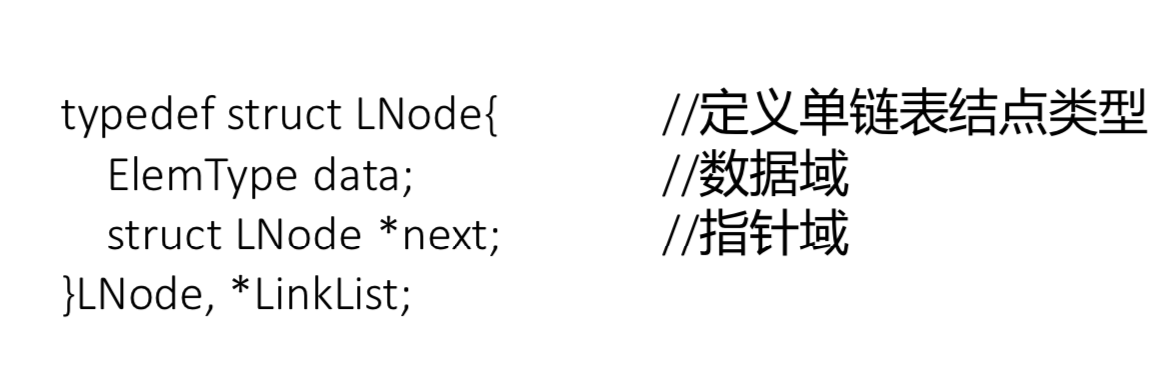 typedef struct LNode{ //定义单链表结点类型
ElemType data; //数据域
struct LNode *next; //指针域
}LNode, *LinkList;